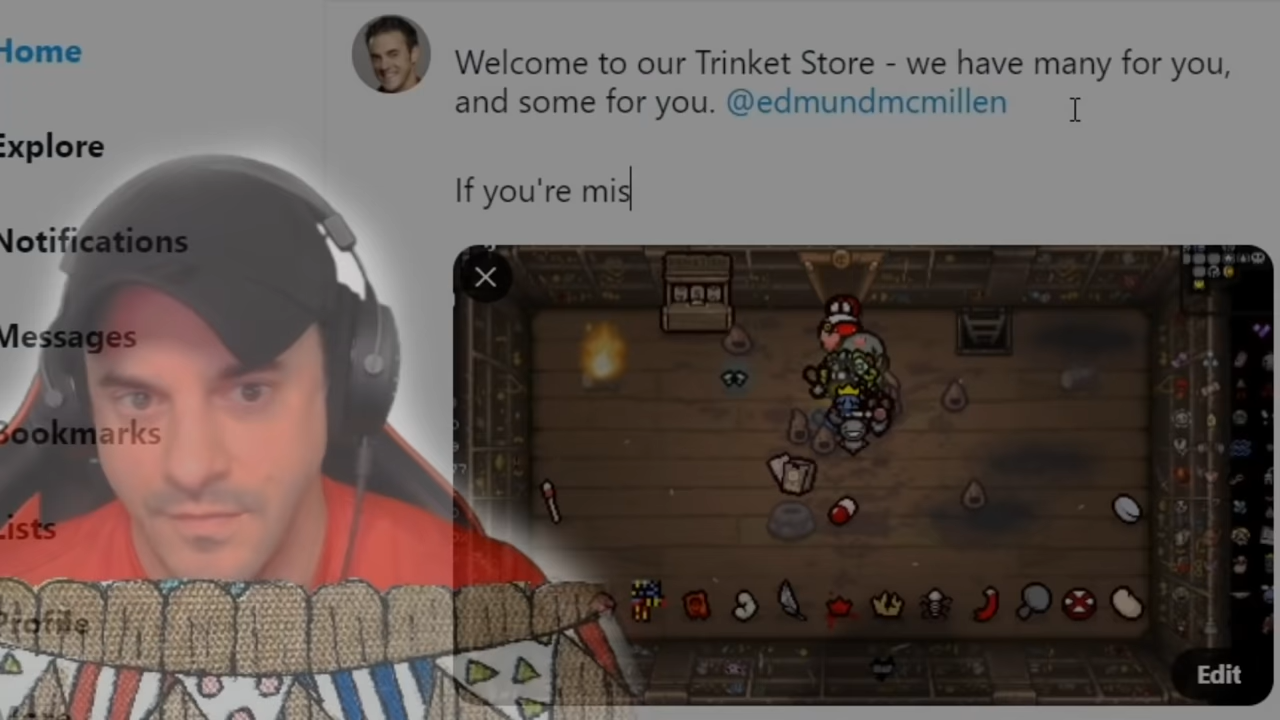 Home
Explore
Notifications
Messages
Bookmarks
Lists
Profile
Welcome to our Trinket Store - we have many for you,
and some for you. @edmundmcmillen
If you're mis
Edit